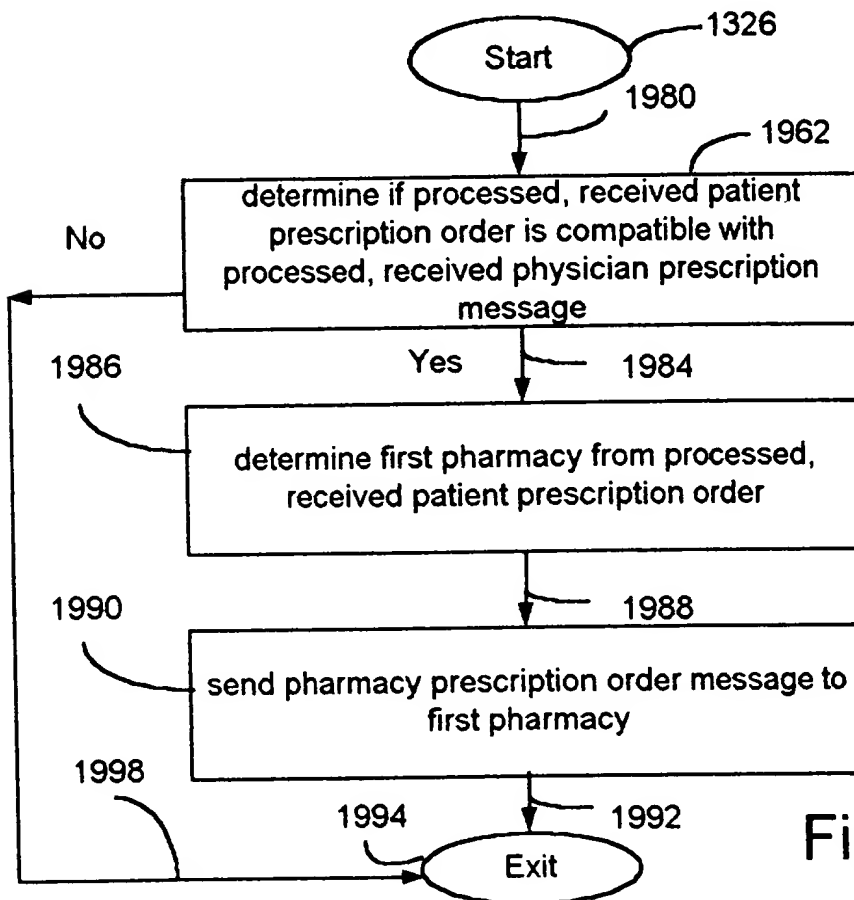 1326
Start
1980
1962
determine if processed, received patient
prescription order is compatible with
processed, received physician prescription
message
No
Yes
1984
1986
determine first pharmacy from processed,
received patient prescription order
1988
1990
send pharmacy prescription order message to
first pharmacy
1998
1992
1994
Exit
Fi